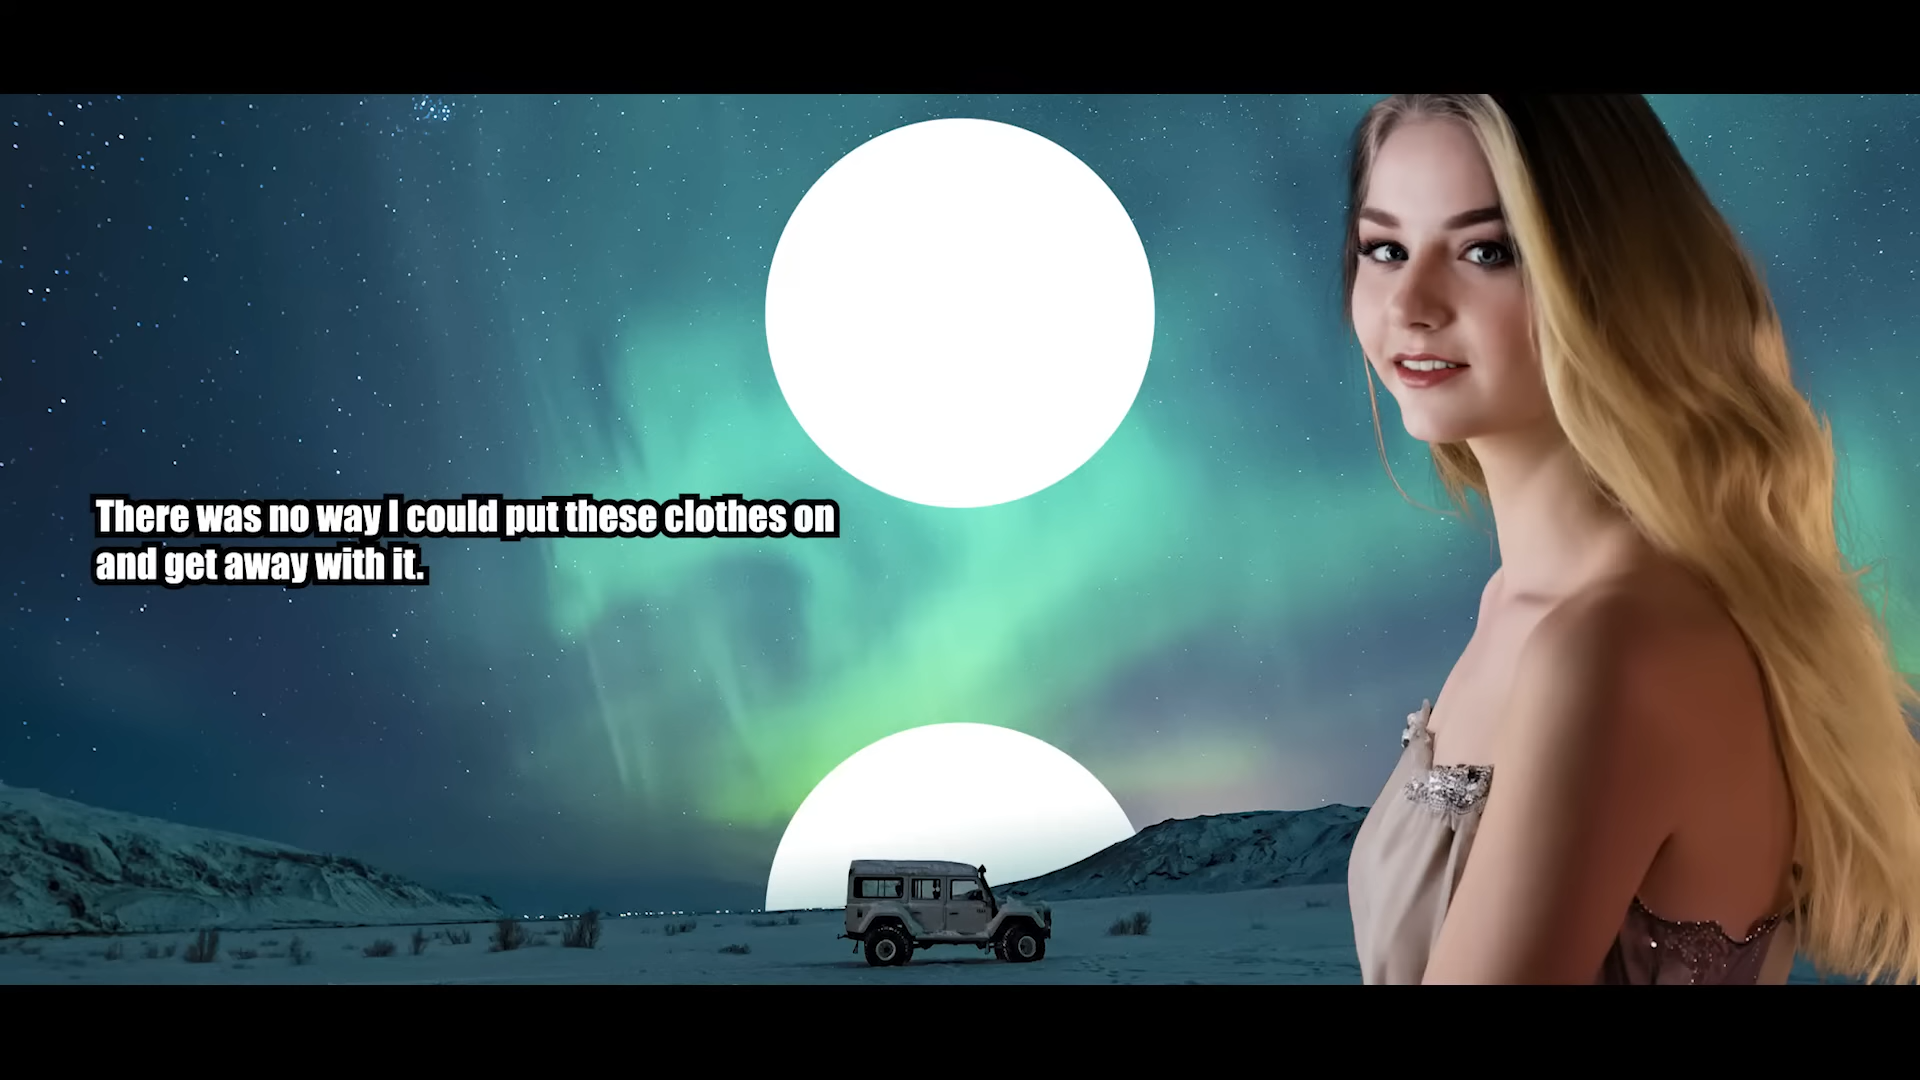 There was no way I could put these clothes on
and get away with it.